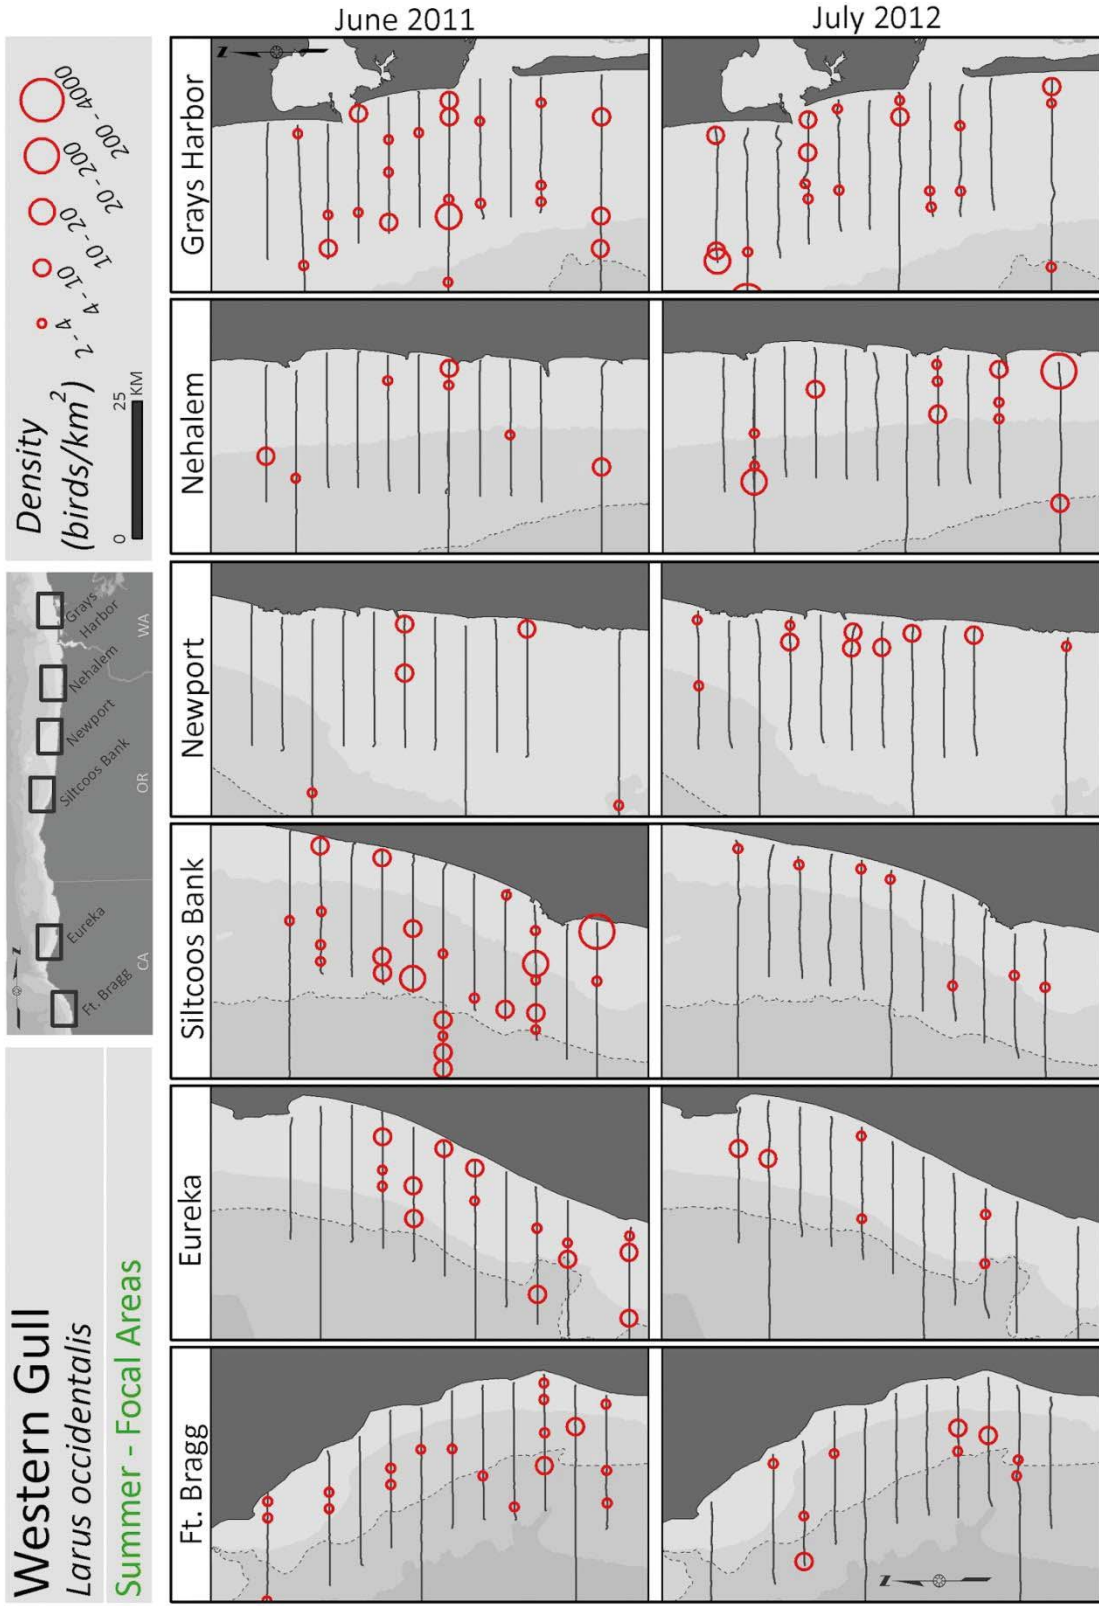 Western Gull
Larus occidentalis
Summer - Focal Areas
N
Ft. Bragg
Eureka
Siltcoos Bank
Newport
Nehalem
Grays
Harbor
CA
OR
WA
Density
(birds/km²)
2 - 4
4 - 10
10 - 20
20 - 200
200 - 4000
0
25
KM
Ft. Bragg
Eureka
Siltcoos Bank
Newport
Nehalem
Grays Harbor
June 2011
July 2012
N
N